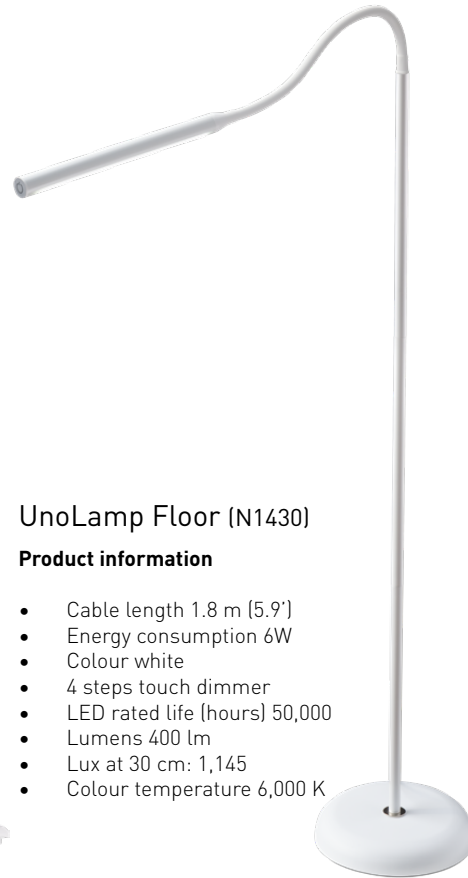 UnoLamp Floor (N1430)
Product information
• Cable length 1.8 m (5.9')
• Energy consumption 6W
• Colour white
• 4 steps touch dimmer
• LED rated life (hours) 50,000
• Lumens 400 lm
• Lux at 30 cm: 1,145
• Colour temperature 6,000 K